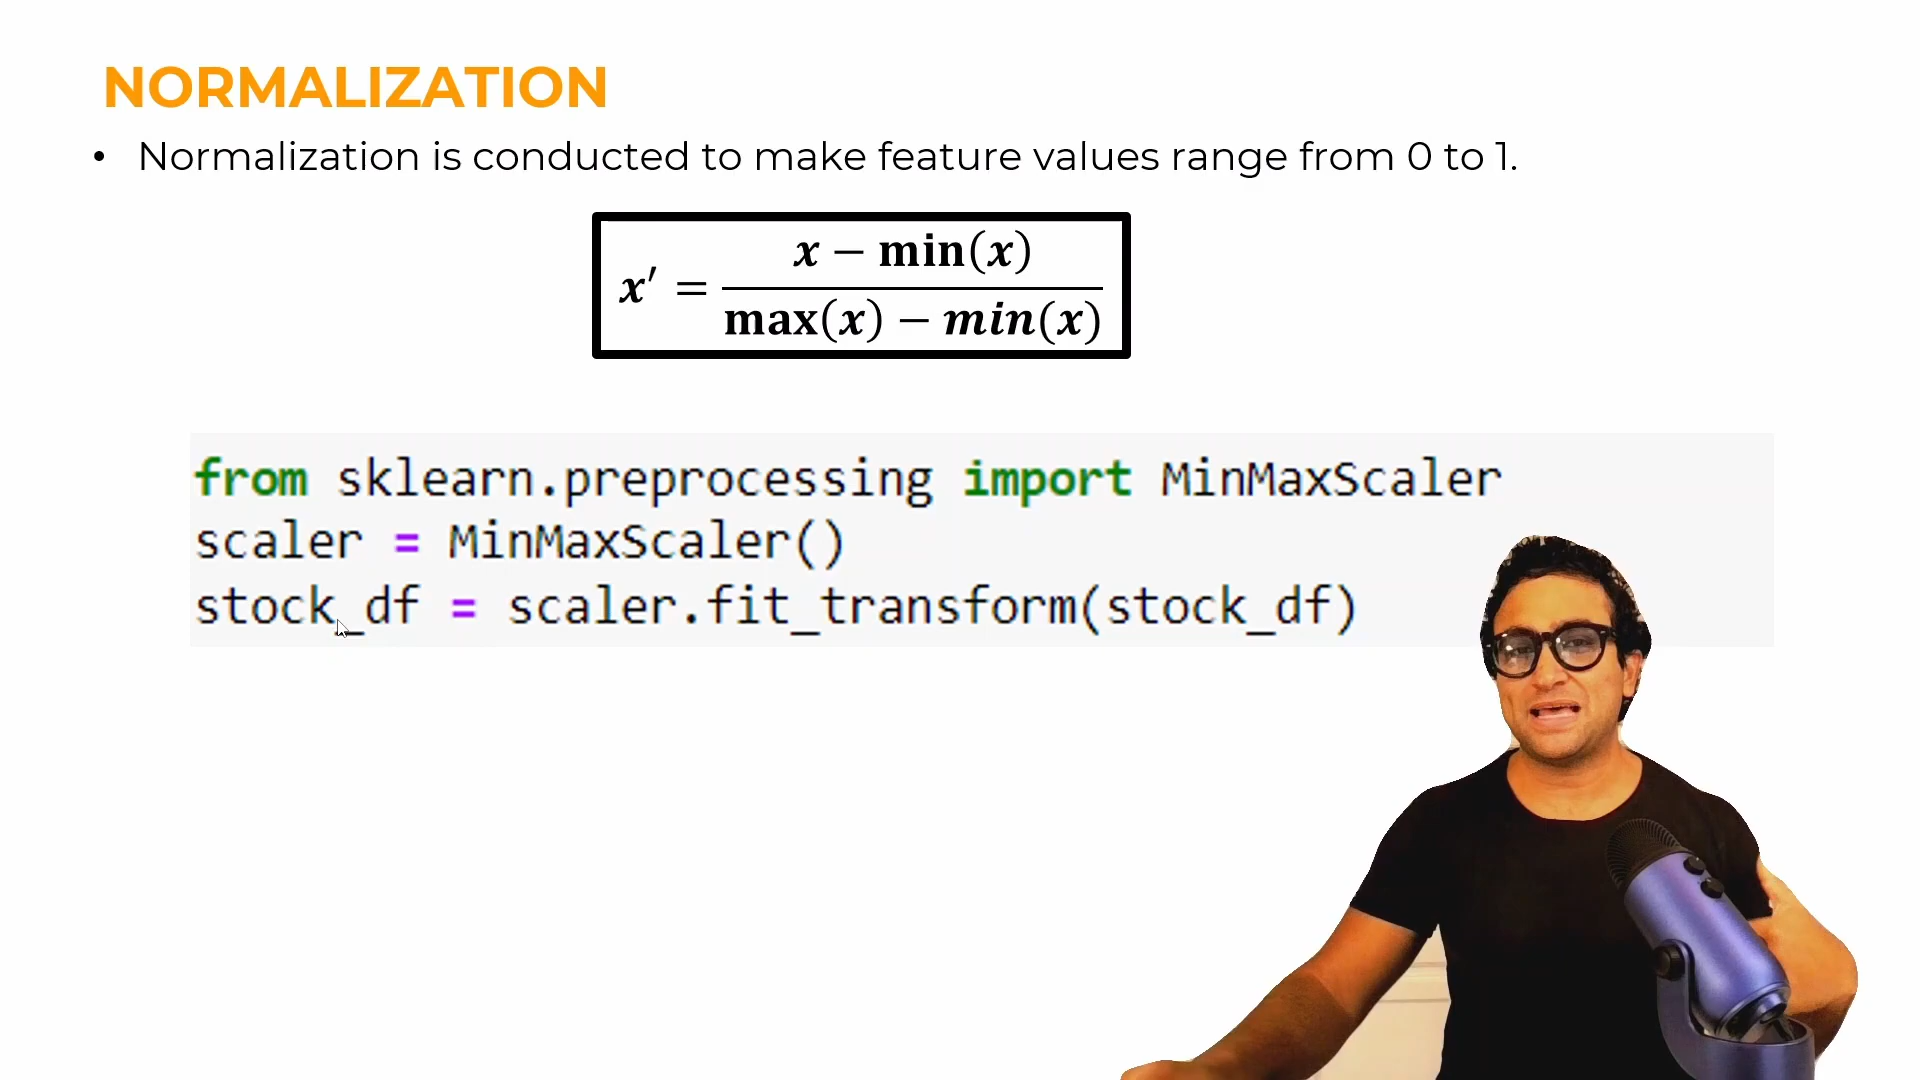 NORMALIZATION
• Normalization is conducted to make feature values range from 0 to 1.
x′ = (x − min(x)) / (max(x) − min(x))
from sklearn.preprocessing import MinMaxScaler
scaler = MinMaxScaler()
stock_df = scaler.fit_transform(stock_df)